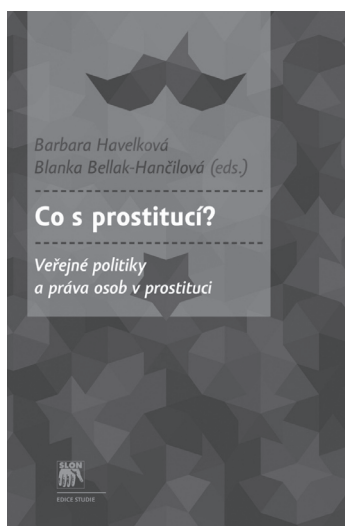 Barbara Havelková
Blanka Bellak-Hančilová (eds.)
Co s prostitucí?
Veřejné politiky
a práva osob v prostituci
SLON
EDICE STUDIE